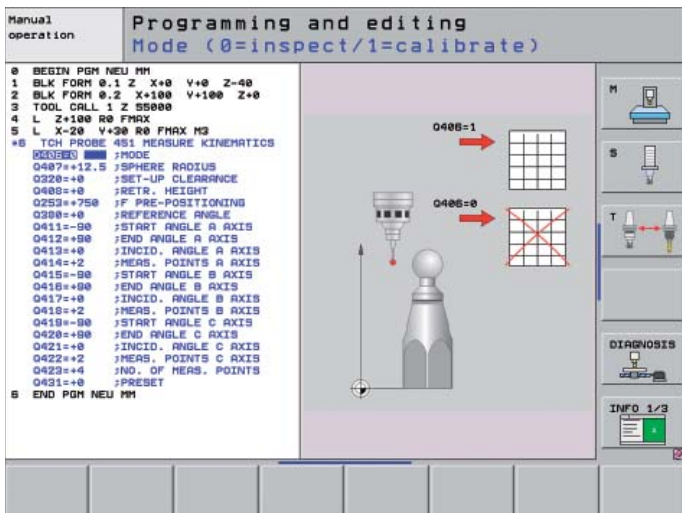 Manual
operation
Programming and editing
Mode (0=inspect/1=calibrate)
0 BEGIN PGM NEU MM
1 BLK FORM 0.1 Z X+0 Y+0 Z-40
2 BLK FORM 0.2 X+100 Y+100 Z+0
3 TOOL CALL 1 Z S5000
4 L Z+100 R0 FMAX
5 L X-20 Y+30 R0 FMAX M3
*6 TCH PROBE 451 MEASURE KINEMATICS
Q406=0 ;MODE
Q407=+12.5 ;SPHERE RADIUS
Q320=+0 ;SET-UP CLEARANCE
Q408=+0 ;RETR. HEIGHT
Q253=+750 ;F PRE-POSITIONING
Q380=+0 ;REFERENCE ANGLE
Q411=-90 ;START ANGLE A AXIS
Q412=+90 ;END ANGLE A AXIS
Q413=+0 ;INCID. ANGLE A AXIS
Q414=+2 ;MEAS. POINTS A AXIS
Q415=-90 ;START ANGLE B AXIS
Q416=+90 ;END ANGLE B AXIS
Q417=+0 ;INCID. ANGLE B AXIS
Q418=+2 ;MEAS. POINTS B AXIS
Q419=-90 ;START ANGLE C AXIS
Q420=+90 ;END ANGLE C AXIS
Q421=+0 ;INCID. ANGLE C AXIS
Q422=+2 ;MEAS. POINTS C AXIS
Q423=+4 ;NO. OF MEAS. POINTS
Q431=+0 ;PRESET
6 END PGM NEU MM
Q406=1
Q406=0
M
S
T
DIAGNOSIS
INFO 1/3